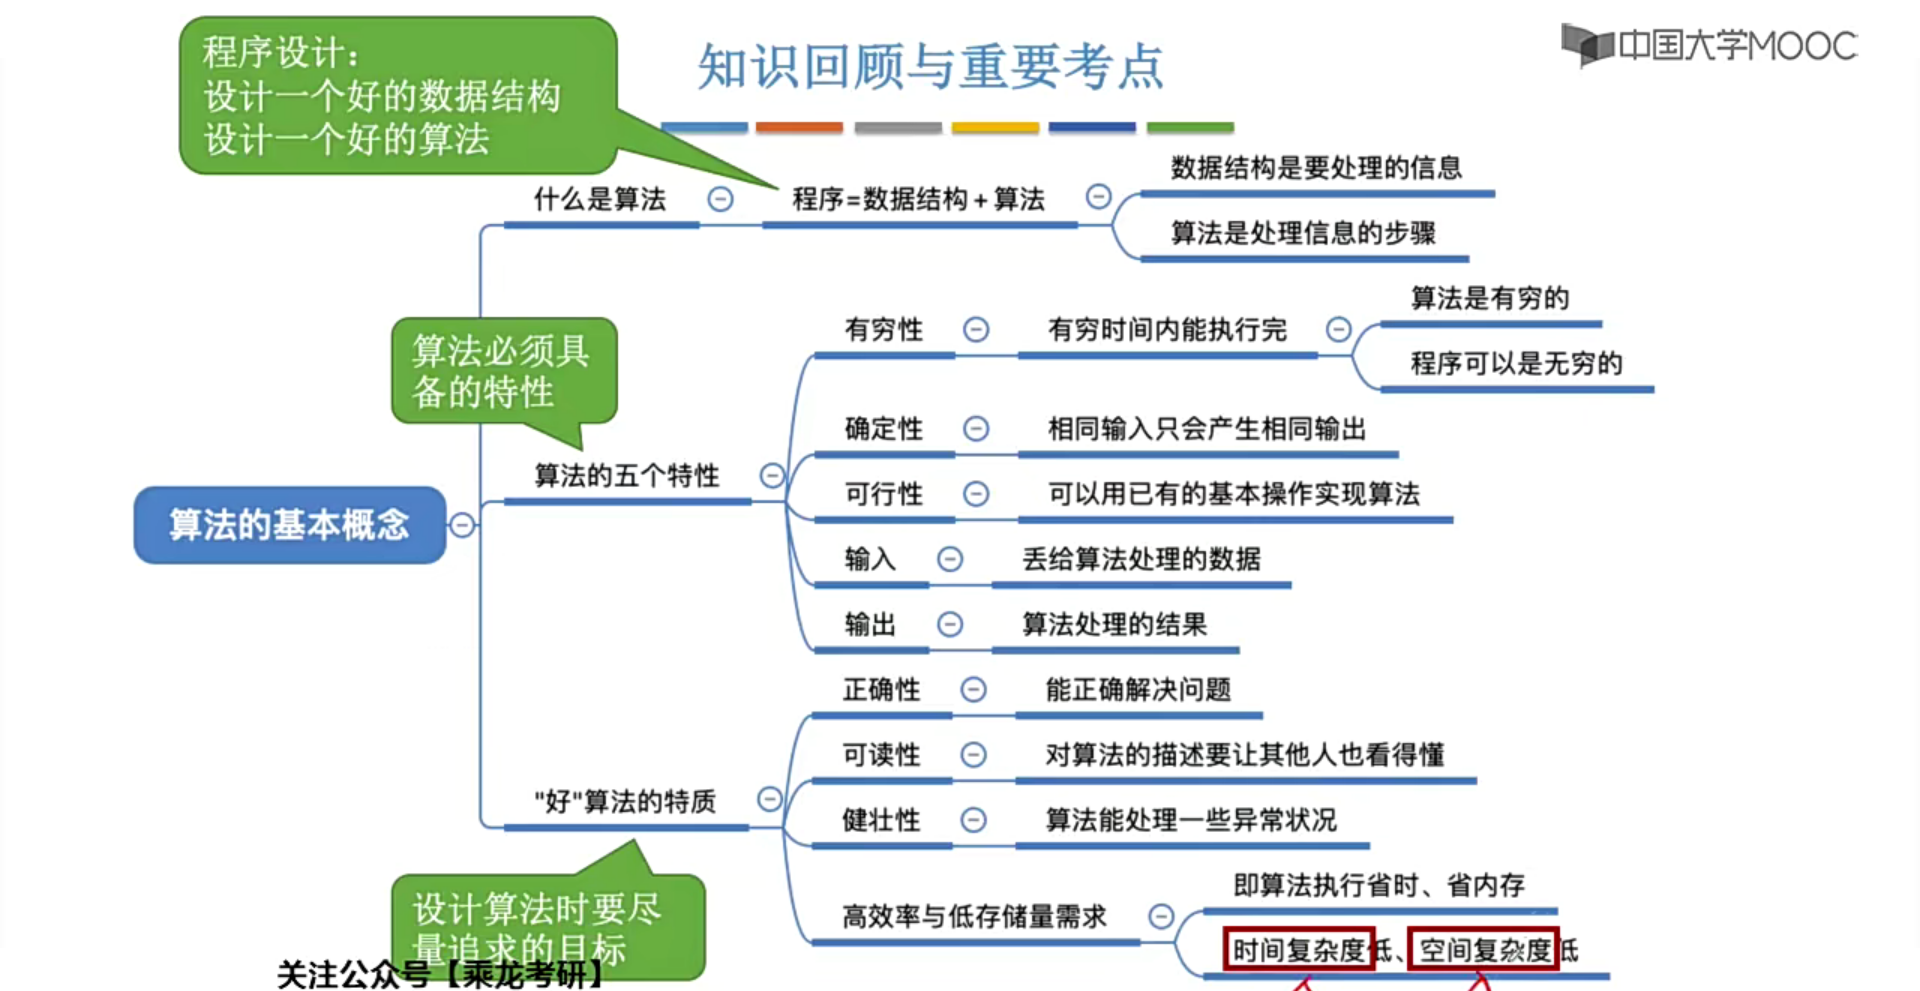 程序设计：
设计一个好的数据结构
设计一个好的算法
知识回顾与重要考点
中国大学MOOC
什么是算法
程序=数据结构+算法
数据结构是要处理的信息
算法是处理信息的步骤
算法必须具
备的特性
算法的基本概念
算法的五个特性
有穷性
有穷时间内能执行完
算法是有穷的
程序可以是无穷的
确定性
相同输入只会产生相同输出
可行性
可以用已有的基本操作实现算法
输入
丢给算法处理的数据
输出
算法处理的结果
"好"算法的特质
正确性
能正确解决问题
可读性
对算法的描述要让其他人也看得懂
健壮性
算法能处理一些异常状况
高效率与低存储量需求
即算法执行省时、省内存
时间复杂度低、空间复杂度低
设计算法时要尽
量追求的目标
关注公众号【乘龙考研】